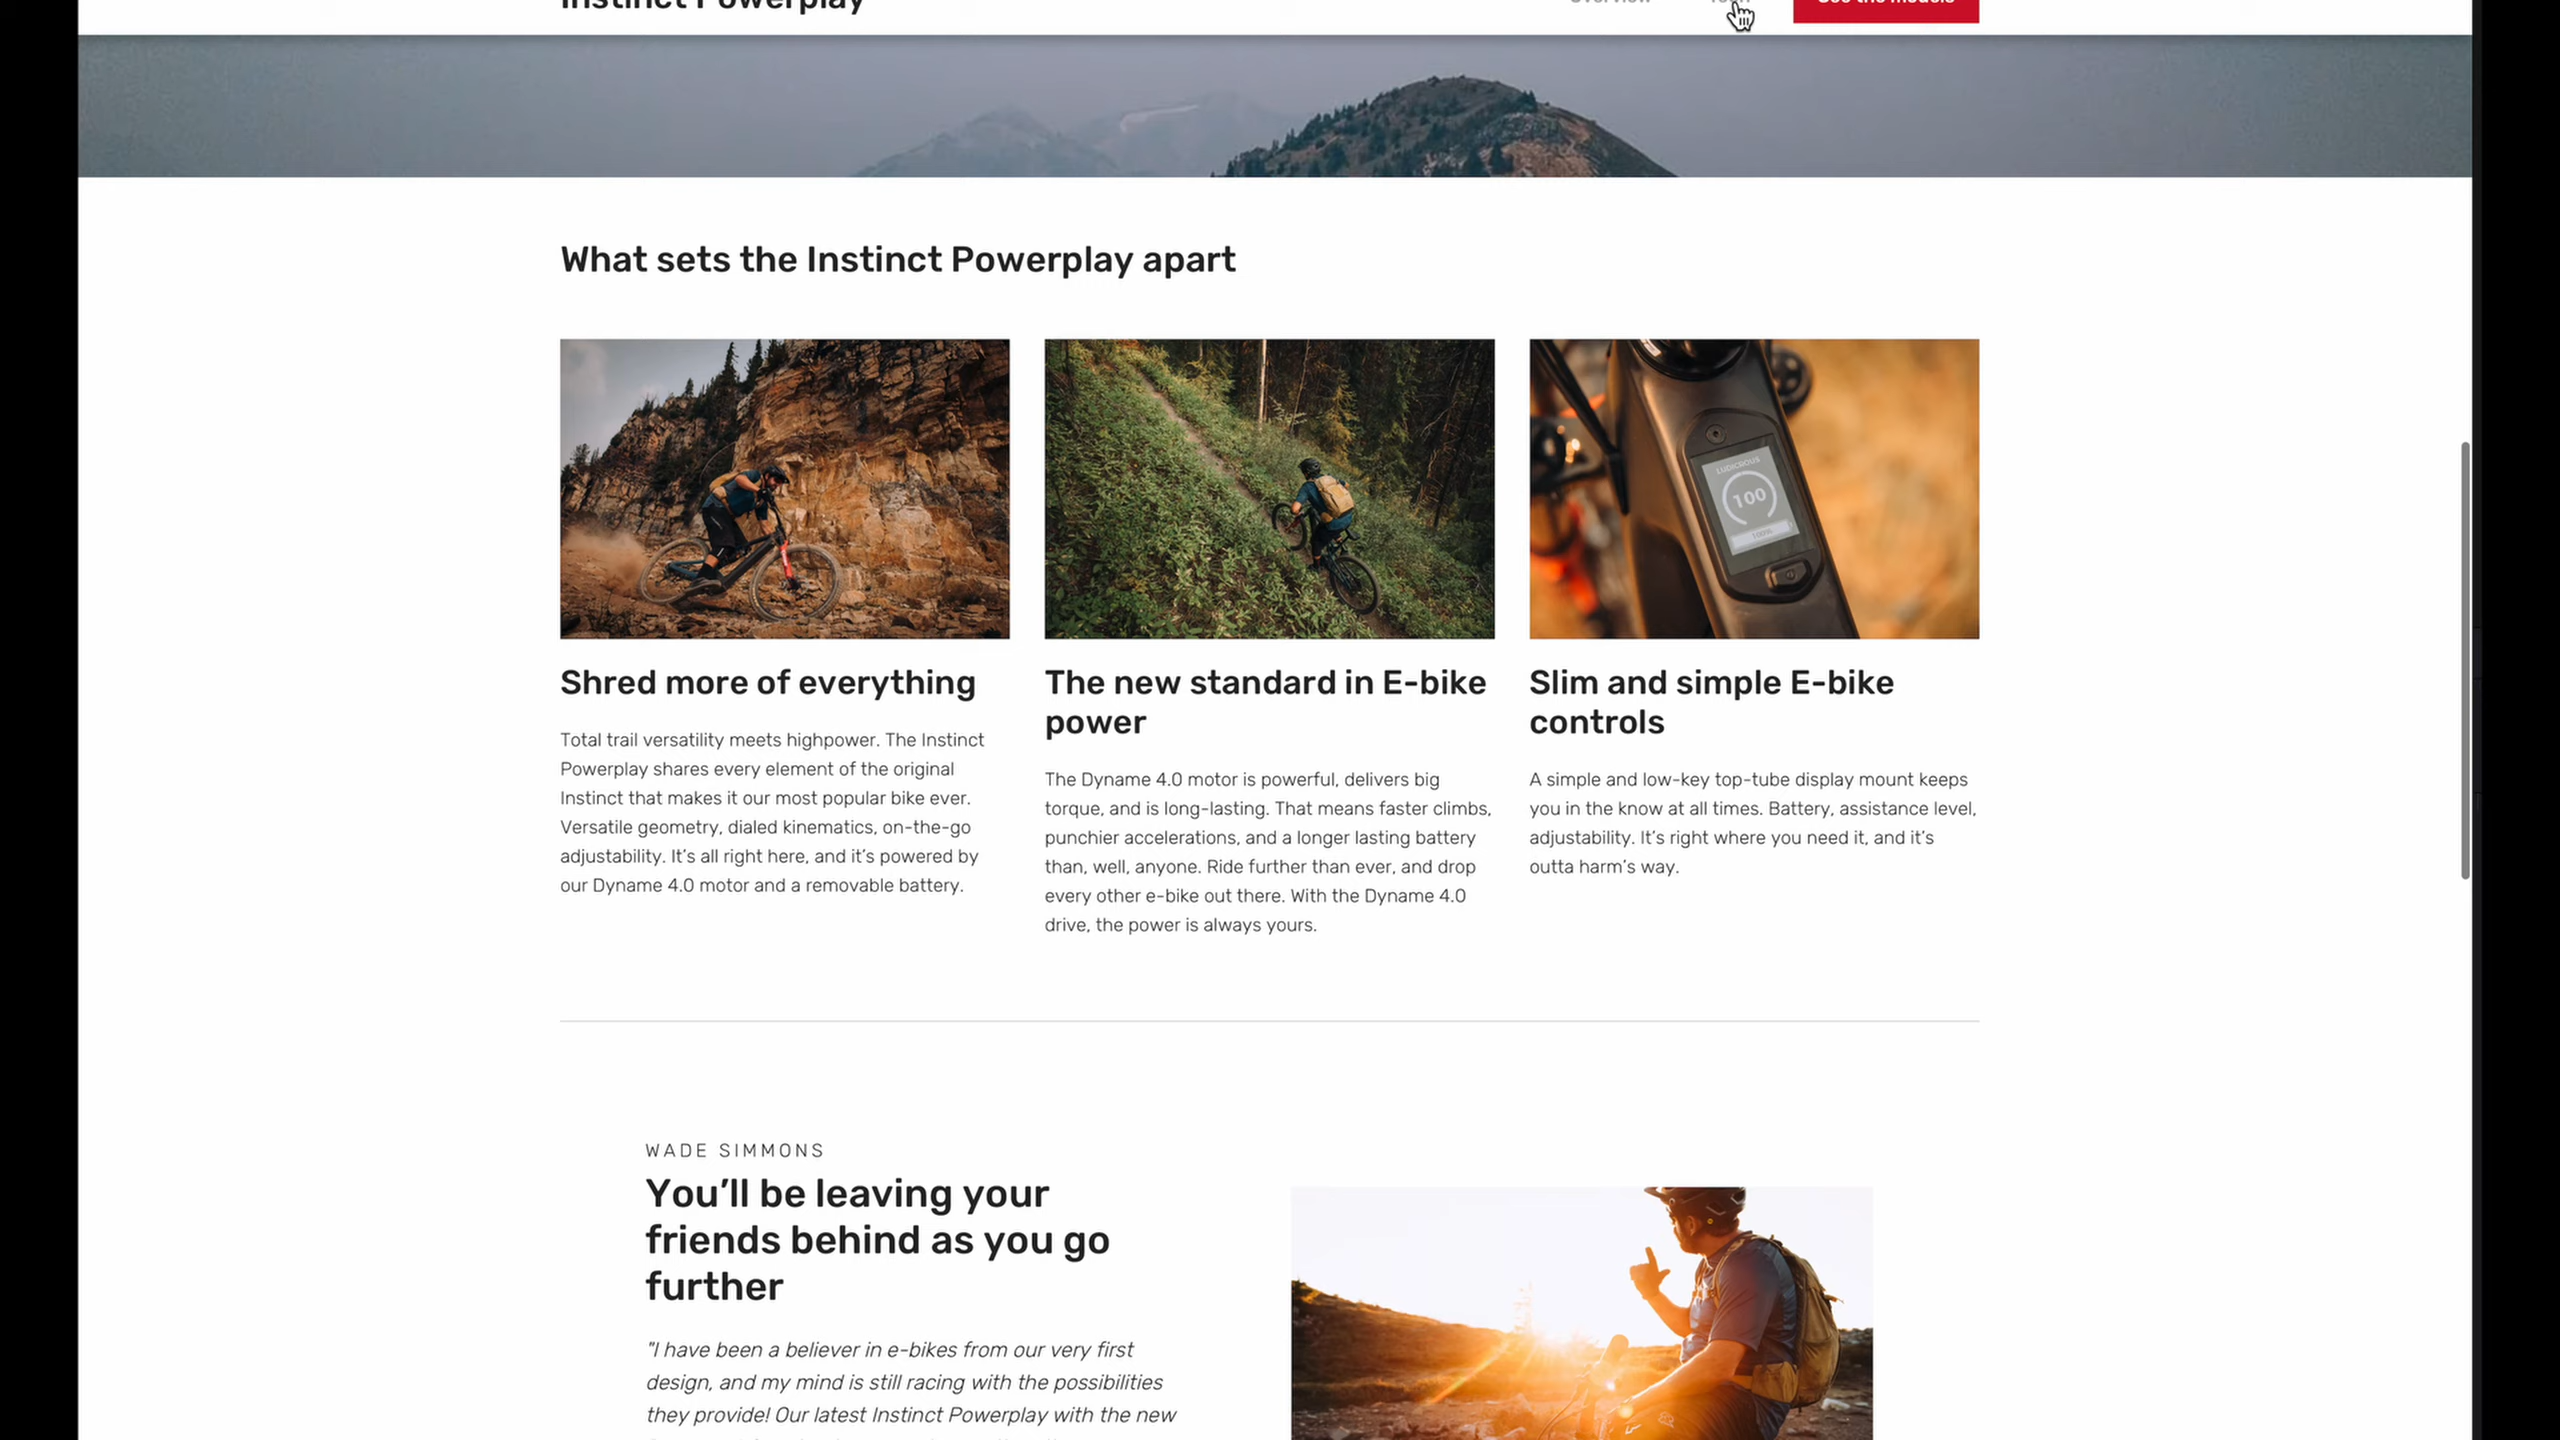 Instinct Powerplay
Overview
See the models
What sets the Instinct Powerplay apart
LUDICROUS
100
100%
Shred more of everything
Total trail versatility meets highpower. The Instinct
Powerplay shares every element of the original
Instinct that makes it our most popular bike ever.
Versatile geometry, dialed kinematics, on-the-go
adjustability. It's all right here, and it's powered by
our Dyname 4.0 motor and a removable battery.
The new standard in E-bike
power
The Dyname 4.0 motor is powerful, delivers big
torque, and is long-lasting. That means faster climbs,
punchier accelerations, and a longer lasting battery
than, well, anyone. Ride further than ever, and drop
every other e-bike out there. With the Dyname 4.0
drive, the power is always yours.
Slim and simple E-bike
controls
A simple and low-key top-tube display mount keeps
you in the know at all times. Battery, assistance level,
adjustability. It's right where you need it, and it's
outta harm's way.
WADE SIMMONS
You'll be leaving your
friends behind as you go
further
"I have been a believer in e-bikes from our very first
design, and my mind is still racing with the possibilities
they provide! Our latest Instinct Powerplay with the new